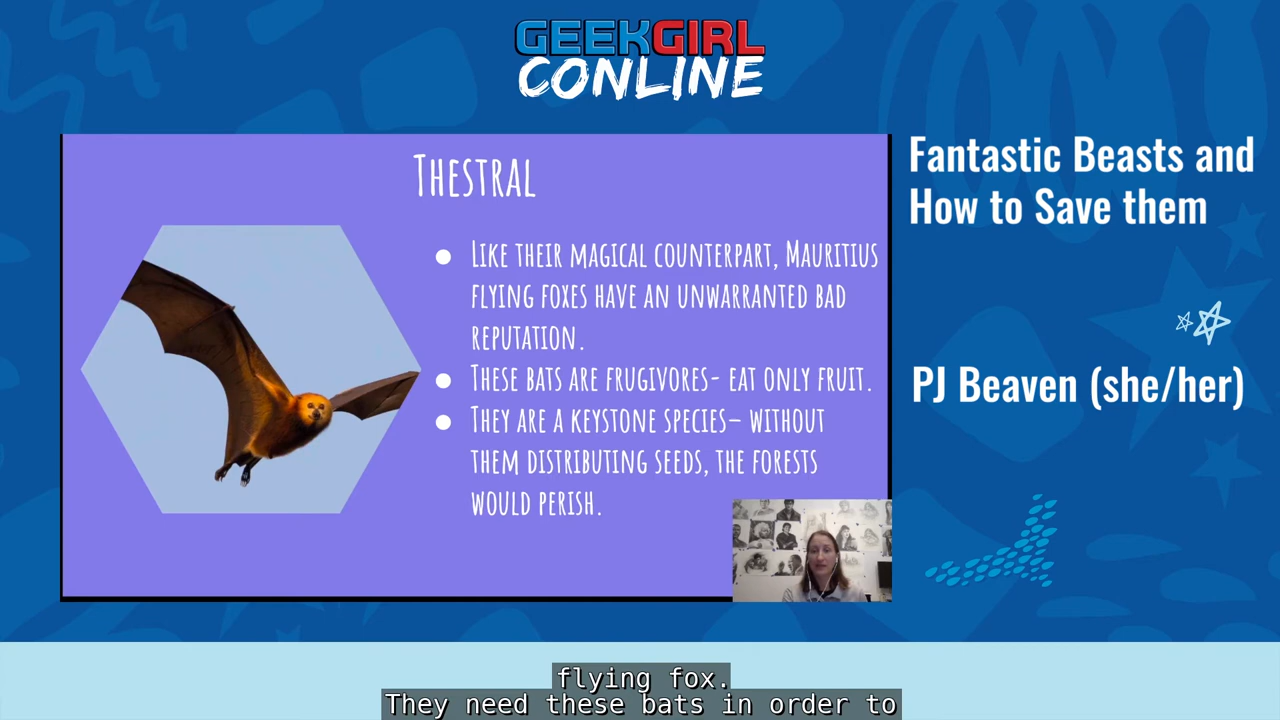 GEEKGIRL
CONLINE
THESTRAL
● LIKE THEIR MAGICAL COUNTERPART, MAURITIUS
FLYING FOXES HAVE AN UNWARRANTED BAD
REPUTATION.
● THESE BATS ARE FRUGIVORES- EAT ONLY FRUIT.
● THEY ARE A KEYSTONE SPECIES– WITHOUT
THEM DISTRIBUTING SEEDS, THE FORESTS
WOULD PERISH.
Fantastic Beasts and
How to Save them
PJ Beaven (she/her)
flying fox.
They need these bats in order to